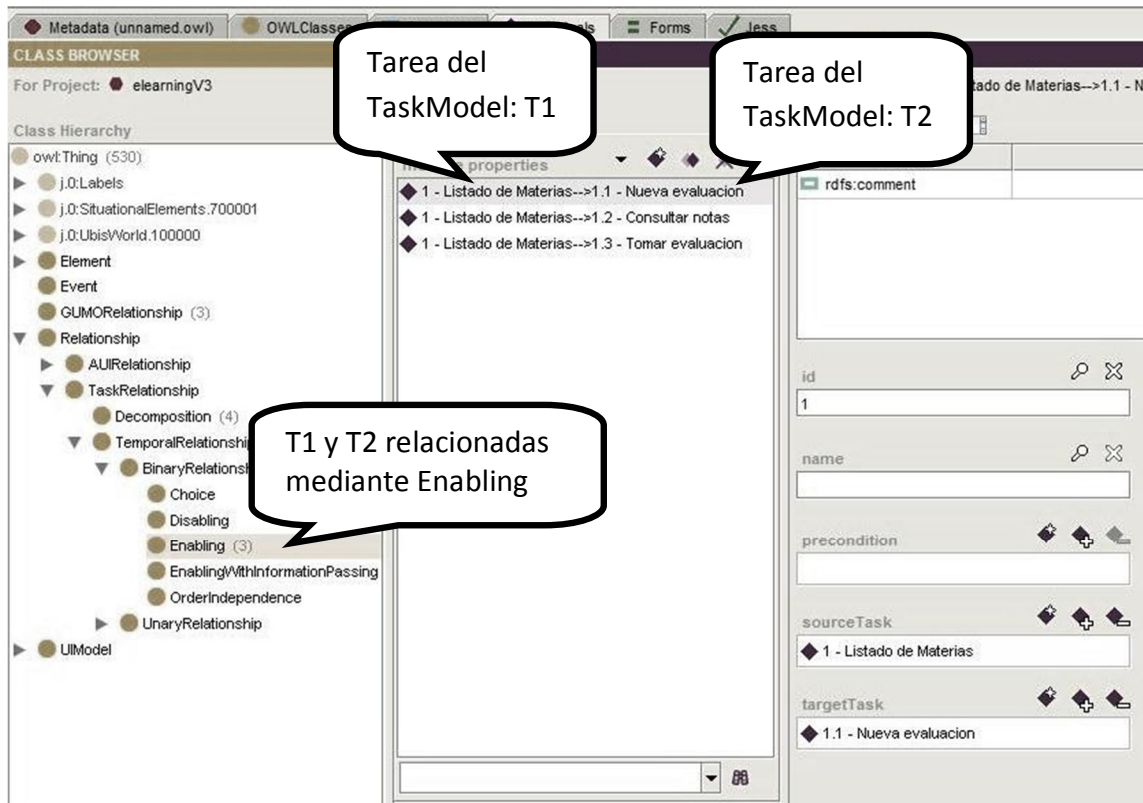 Metadata (unnamed.owl)
OWLClasses
Forms
Jess
CLASS BROWSER
For Project: elearningV3
Class Hierarchy
owl:Thing (530)
j.0:Labels
j.0:SituationalElements.700001
j.0:UbisWorld.100000
Element
Event
GUMORelationship (3)
Relationship
AUIRelationship
TaskRelationship
Decomposition (4)
TemporalRelationship
Choice
Disabling
Enabling (3)
EnablingWithInformationPassing
OrderIndependence
UnaryRelationship
UIModel
Tarea del
TaskModel: T1
Tarea del
TaskModel: T2
T1 y T2 relacionadas
mediante Enabling
properties
1 - Listado de Materias-->1.1 - Nueva evaluacion
1 - Listado de Materias-->1.2 - Consultar notas
1 - Listado de Materias-->1.3 - Tomar evaluacion
de Materias-->1.1 - N
rdfs:comment
id
1
name
precondition
sourceTask
1 - Listado de Materias
targetTask
1.1 - Nueva evaluacion